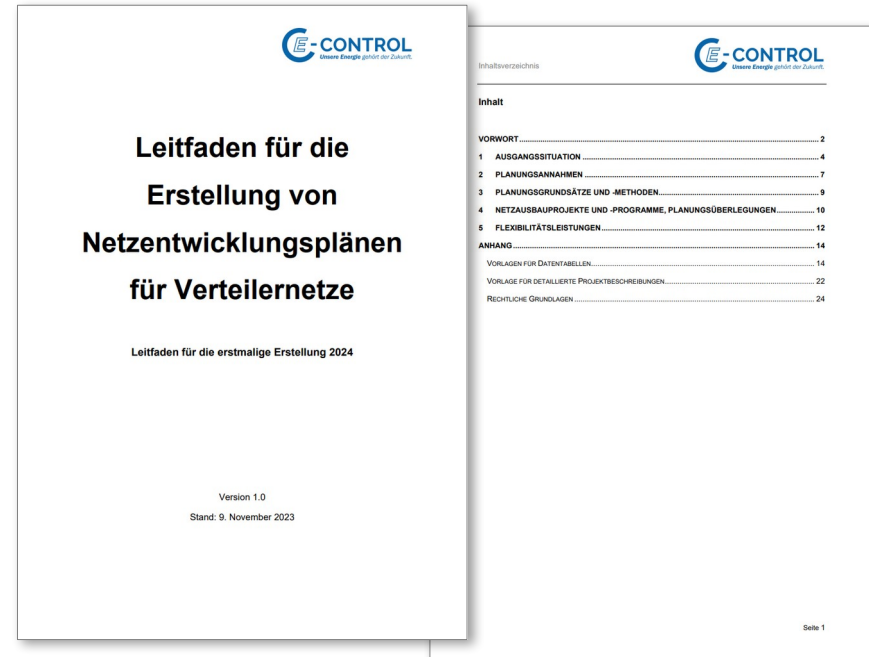 E-CONTROL
Unsere Energie gehört der Zukunft.
Leitfaden für die
Erstellung von
Netzentwicklungsplänen
für Verteilernetze
Leitfaden für die erstmalige Erstellung 2024
Version 1.0
Stand: 9. November 2023
Inhaltsverzeichnis
E-CONTROL
Unsere Energie gehört der Zukunft.
Inhalt
VORWORT ........ 2
1 AUSGANGSSITUATION ........ 4
2 PLANUNGSANNAHMEN ........ 7
3 PLANUNGSGRUNDSÄTZE UND -METHODEN ........ 9
4 NETZAUSBAUPROJEKTE UND -PROGRAMME, PLANUNGSÜBERLEGUNGEN ........ 10
5 FLEXIBILITÄTSLEISTUNGEN ........ 12
ANHANG ........ 14
VORLAGEN FÜR DATENTABELLEN ........ 14
VORLAGE FÜR DETAILLIERTE PROJEKTBESCHREIBUNGEN ........ 22
RECHTLICHE GRUNDLAGEN ........ 24
Seite 1